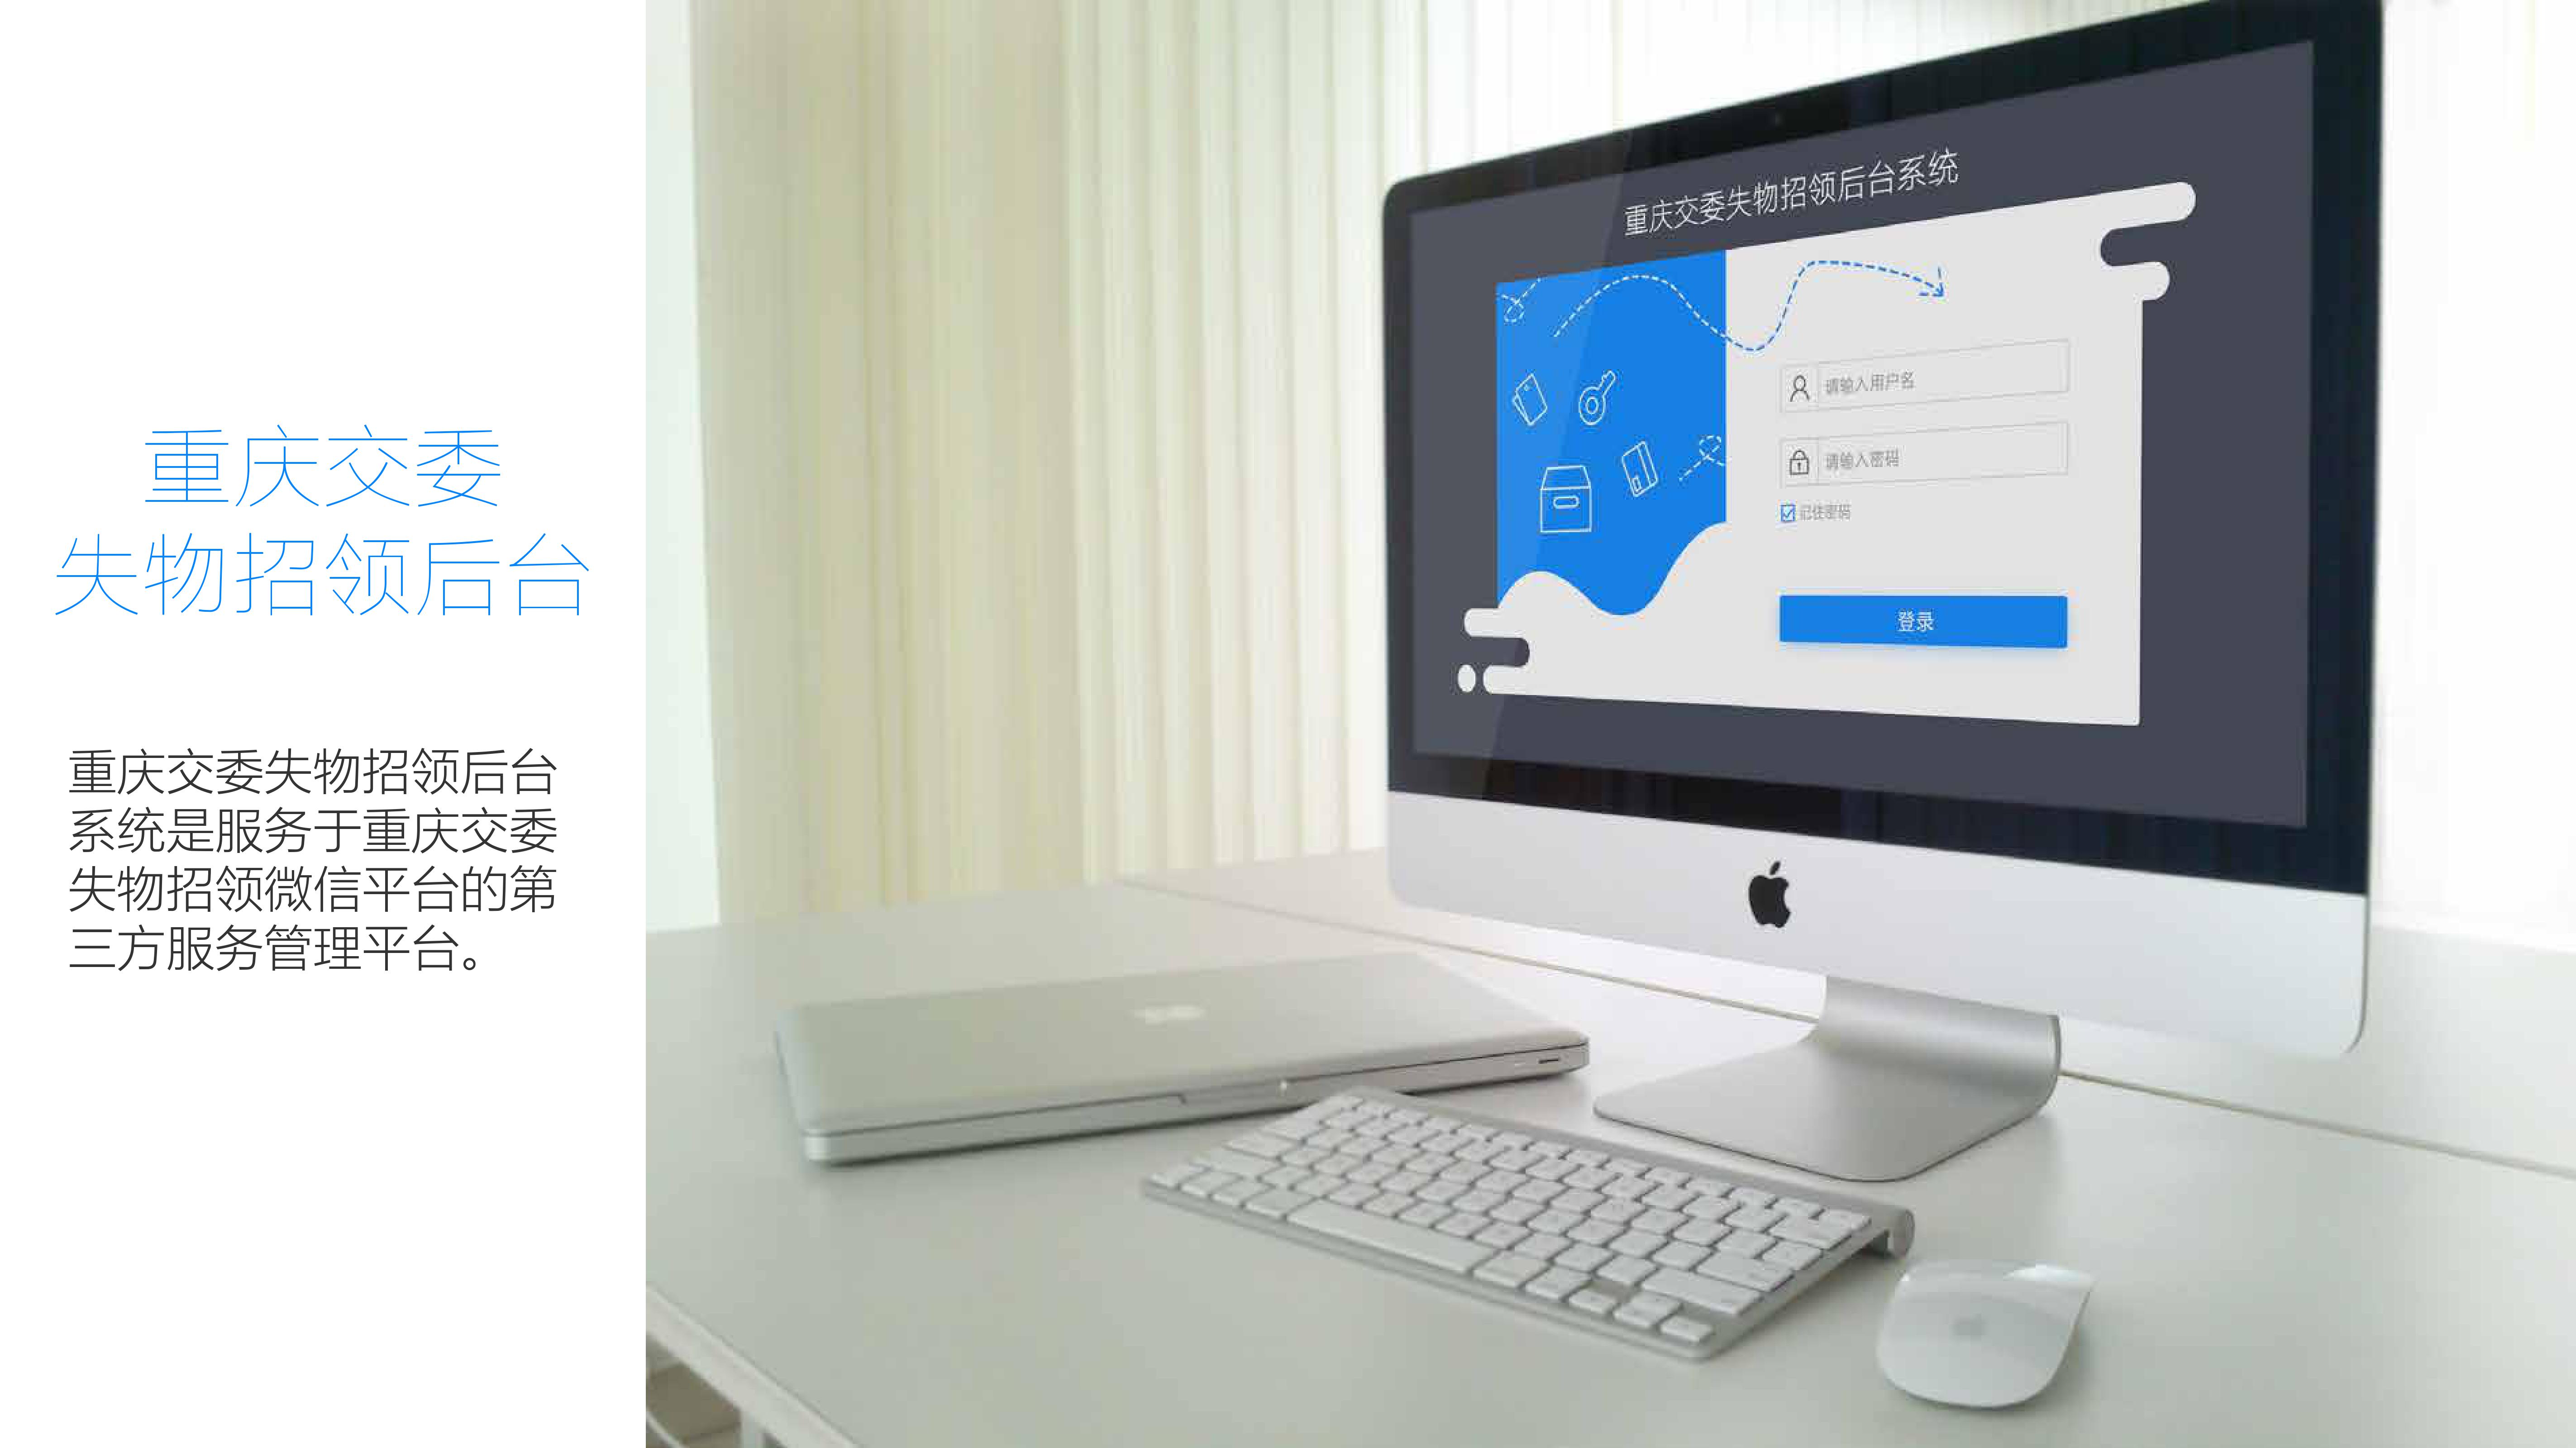 重庆交委
失物招领后台
重庆交委失物招领后台
系统是服务于重庆交委
失物招领微信平台的第
三方服务管理平台。
重庆交委失物招领后台系统
请输入用户名
请输入密码
记住密码
登录